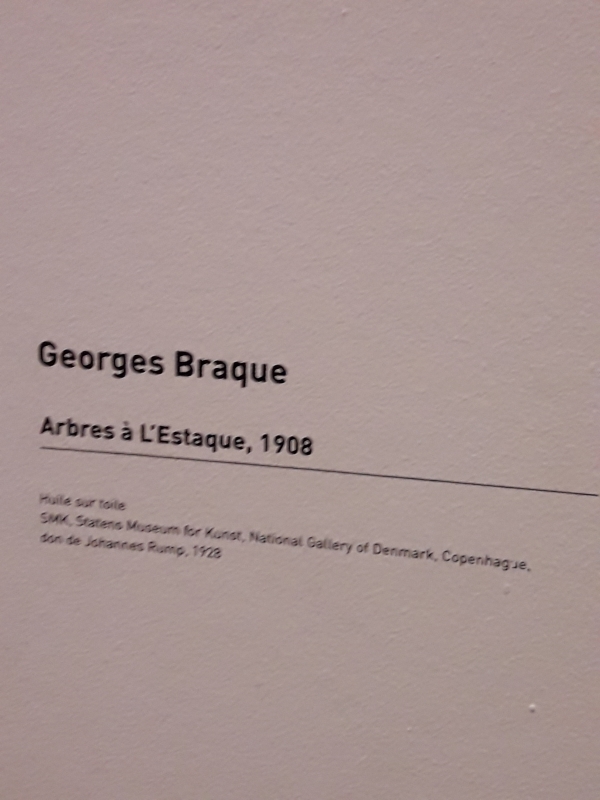 Georges Braque
Arbres à L'Estaque, 1908
Huile sur toile
SMK, Statens Museum for Kunst, National Gallery of Denmark, Copenhague,
don de Johannes Rump, 1928